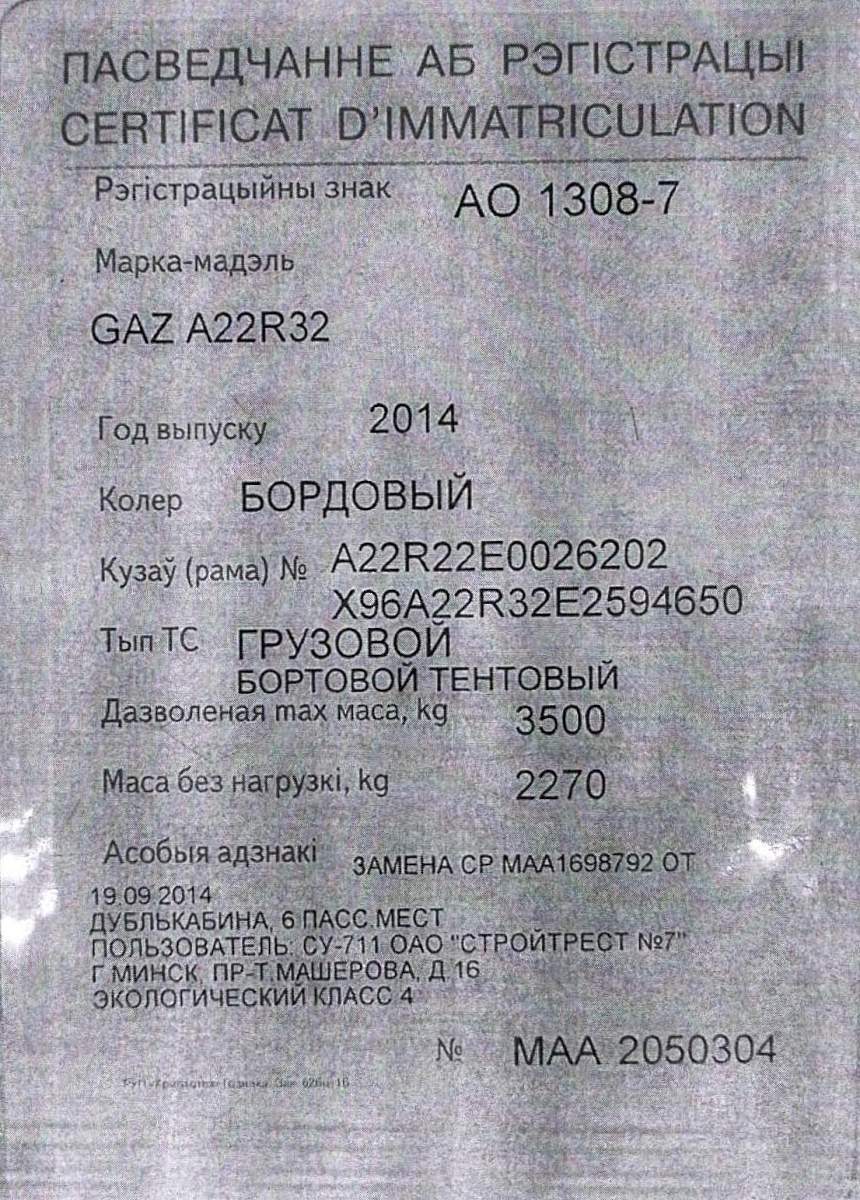 ПАСВЕДЧАННЕ АБ РЭГІСТРАЦЫІ
CERTIFICAT D'IMMATRICULATION
Рэгістрацыйны знак АО 1308-7
Марка-мадэль
GAZ A22R32
Год выпуску 2014
Колер БОРДОВЫЙ
Кузаў (рама) № A22R22E0026202
X96A22R32E2594650
Тып ТС ГРУЗОВОЙ
БОРТОВОЙ ТЕНТОВЫЙ
Дазволеная max маса, kg 3500
Маса без нагрузкі, kg 2270
Асобыя адзнакі ЗАМЕНА СР МАА1698792 ОТ
19.09.2014
ДУБЛЬКАБИНА, 6 ПАСС.МЕСТ
ПОЛЬЗОВАТЕЛЬ: СУ-711 ОАО "СТРОЙТРЕСТ №7"
Г.МИНСК, ПР-Т.МАШЕРОВА, Д.16
ЭКОЛОГИЧЕСКИЙ КЛАСС 4
№ МАА 2050304